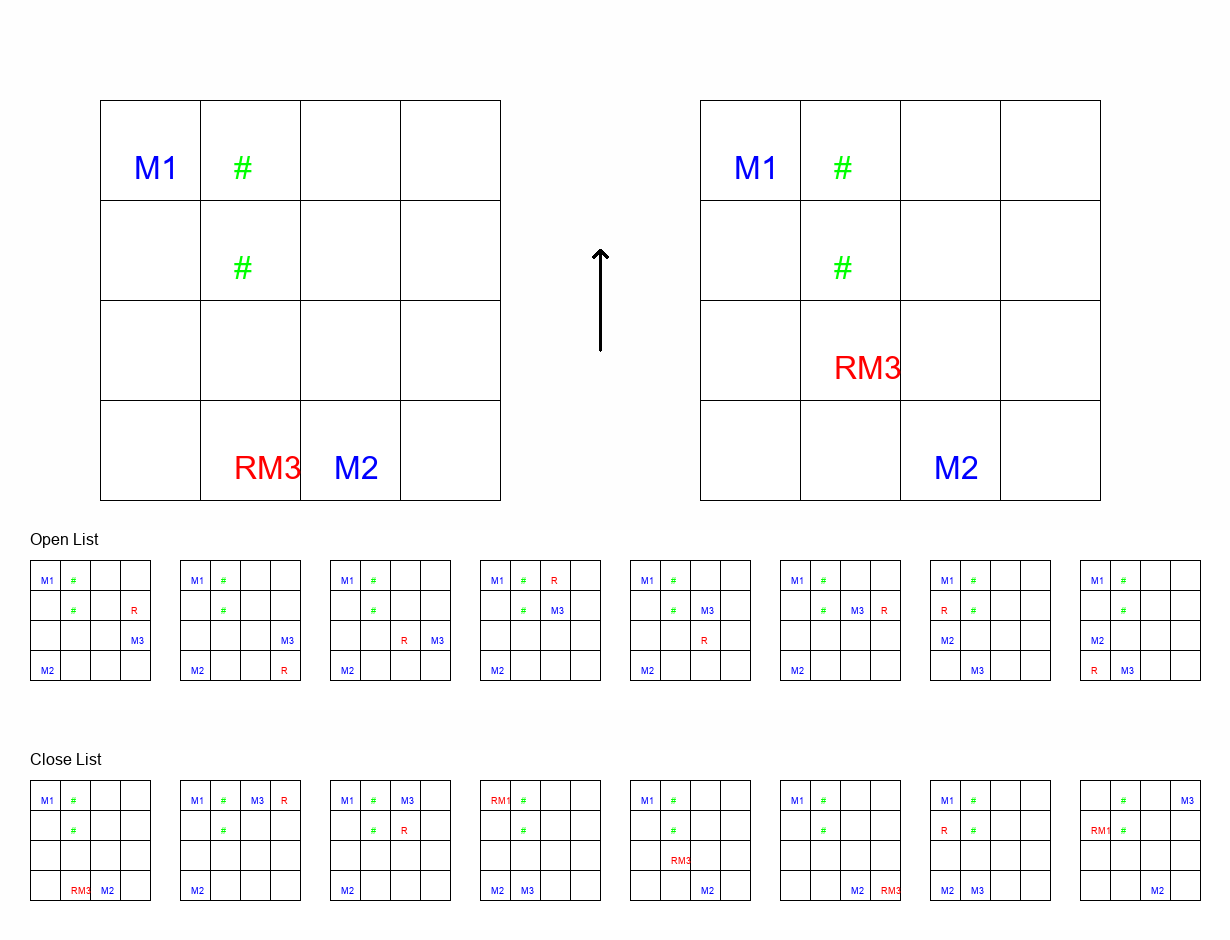 M1 # M1 #
# #
RM3
RM3 M2 M2
Open List
M1 # M1 # M1 # M1 # R M1 # M1 # M1 # M1 #
# R # # # M3 # M3 # M3 R R # #
M3 M3 R M3 R M2 M2
M2 M2 R M2 M2 M2 M2 M3 R M3
Close List
M1 # M1 # M3 R M1 # M3 RM1 # M1 # M1 # M1 # # M3
# # # R # # # R # RM1 #
RM3
RM3 M2 M2 M2 M2 M3 M2 M2 RM3 M2 M3 M2